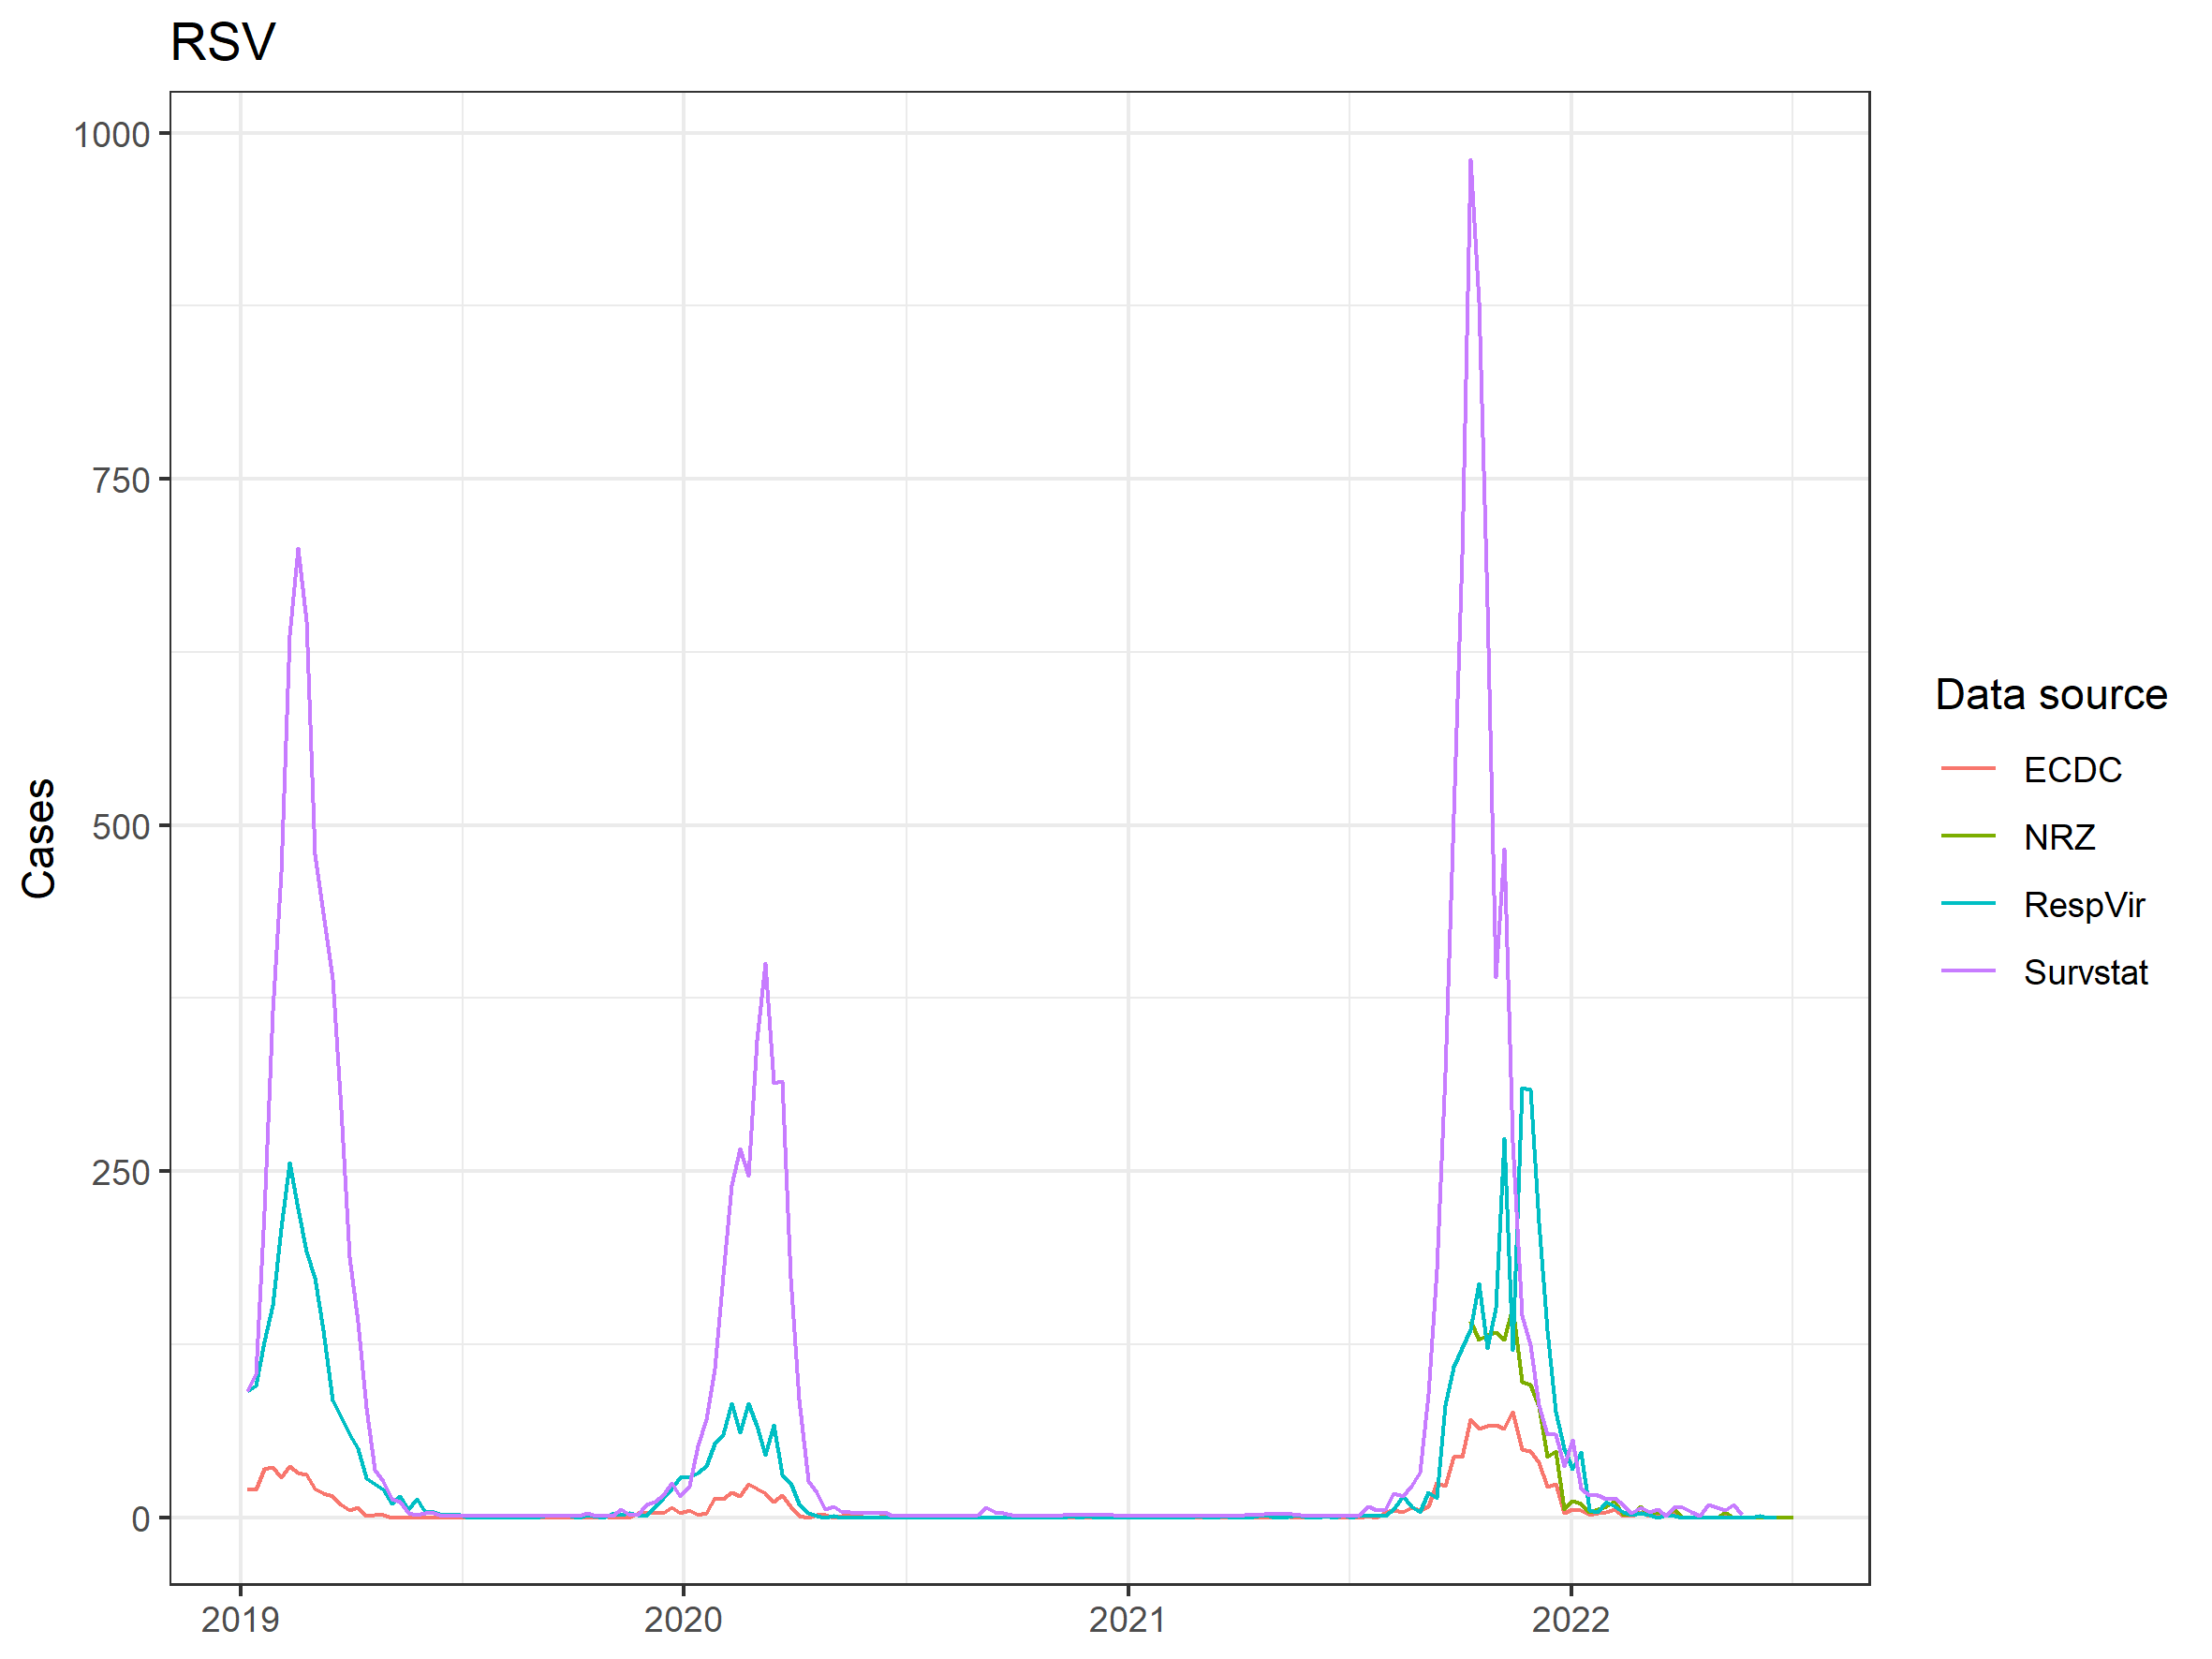 RSV
1000
750
500
250
0
Cases
2019
2020
2021
2022
Data source
ECDC
NRZ
RespVir
Survstat